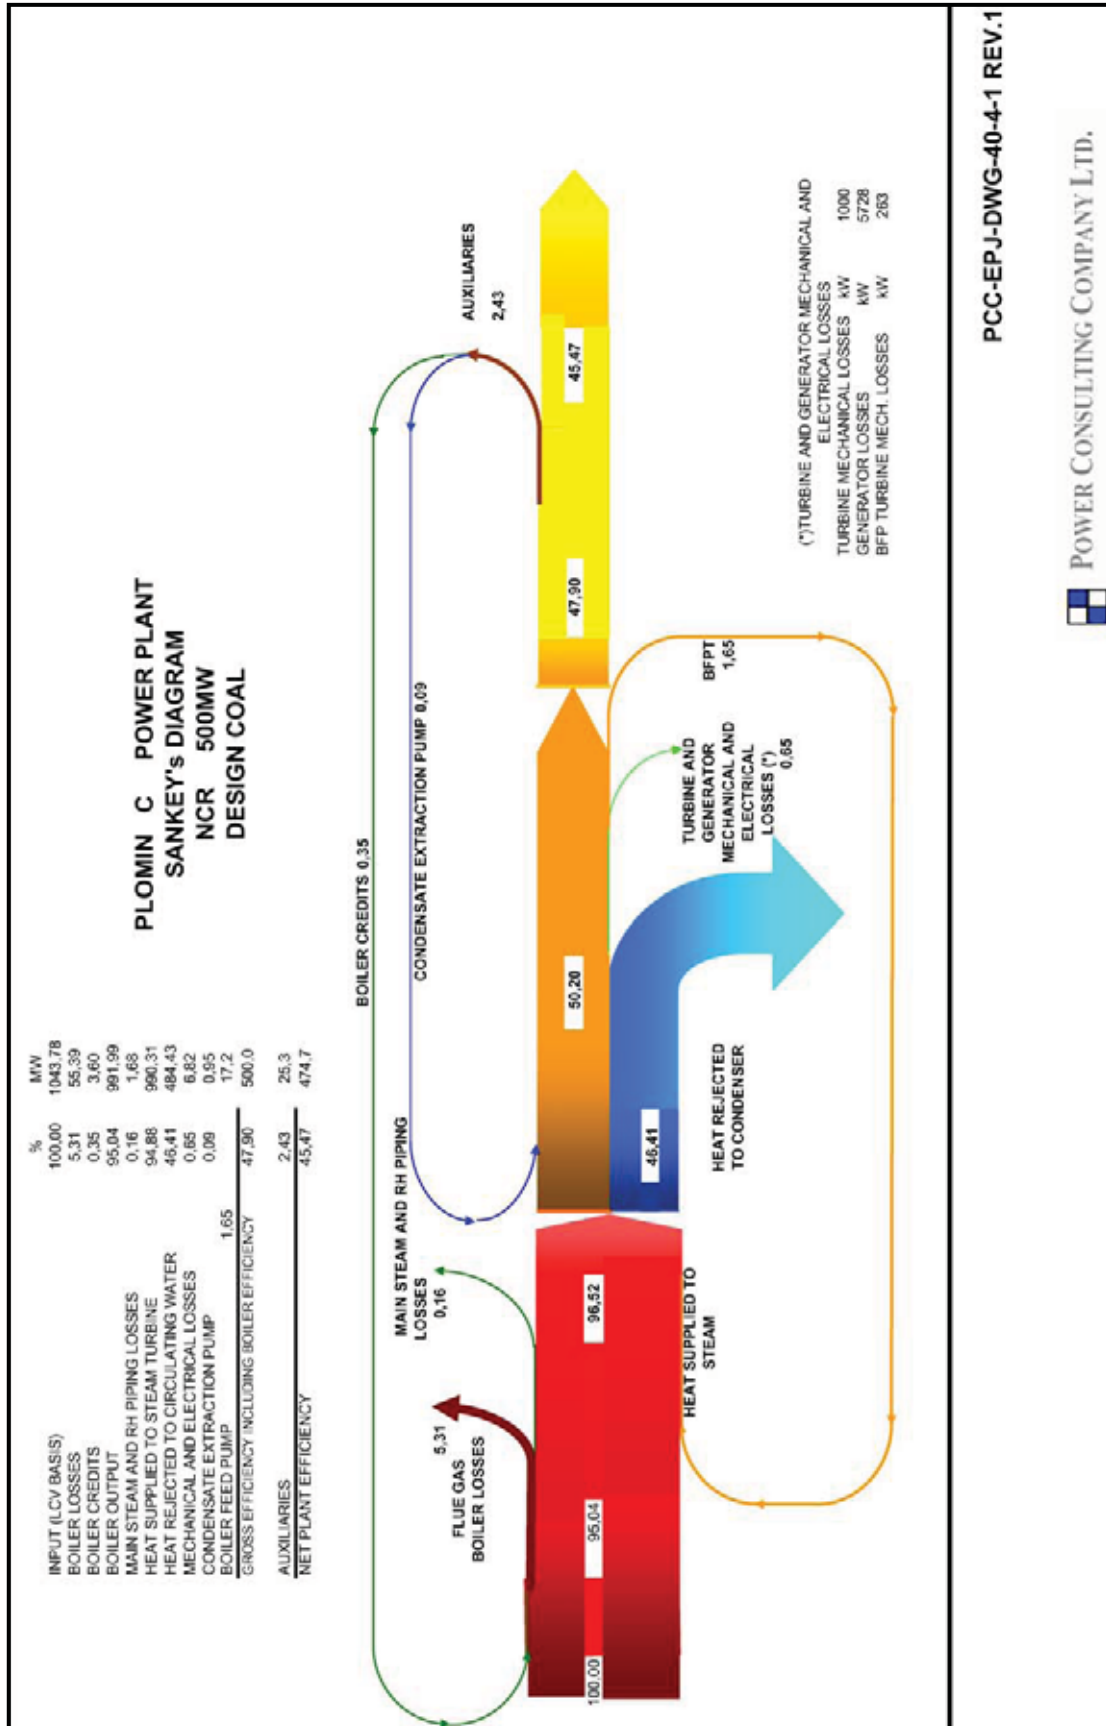 PLOMIN C POWER PLANT
SANKEY's DIAGRAM
NCR 500MW
DESIGN COAL
% MW
INPUT (LCV BASIS) 100,00 1043,78
BOILER LOSSES 5,31 55,39
BOILER CREDITS 0,35 3,60
BOILER OUTPUT 95,04 991,99
MAIN STEAM AND RH PIPING LOSSES 0,16 1,68
HEAT SUPPLIED TO STEAM TURBINE 94,88 990,31
HEAT REJECTED TO CIRCULATING WATER 46,41 484,43
MECHANICAL AND ELECTRICAL LOSSES 0,65 6,82
CONDENSATE EXTRACTION PUMP 0,09 0,95
BOILER FEED PUMP 1,65 17,2
GROSS EFFICIENCY INCLUDING BOILER EFFICIENCY 47,90 500,0
AUXILIARIES 2,43 25,3
NET PLANT EFFICIENCY 45,47 474,7
BOILER CREDITS 0,35
CONDENSATE EXTRACTION PUMP 0,09
AUXILIARIES
2,43
MAIN STEAM AND RH PIPING
LOSSES
0,16
5,31
FLUE GAS
BOILER LOSSES
100.00
95,04
96,52
50,20
47,90
45,47
46,41
HEAT SUPPLIED TO
STEAM
HEAT REJECTED
TO CONDENSER
TURBINE AND
GENERATOR
MECHANICAL AND
ELECTRICAL
LOSSES (*)
0,65
BFPT
1,65
(*)TURBINE AND GENERATOR MECHANICAL AND
ELECTRICAL LOSSES
TURBINE MECHANICAL LOSSES kW 1000
GENERATOR LOSSES kW 5728
BFP TURBINE MECH. LOSSES kW 263
PCC-EPJ-DWG-40-4-1 REV.1
POWER CONSULTING COMPANY LTD.